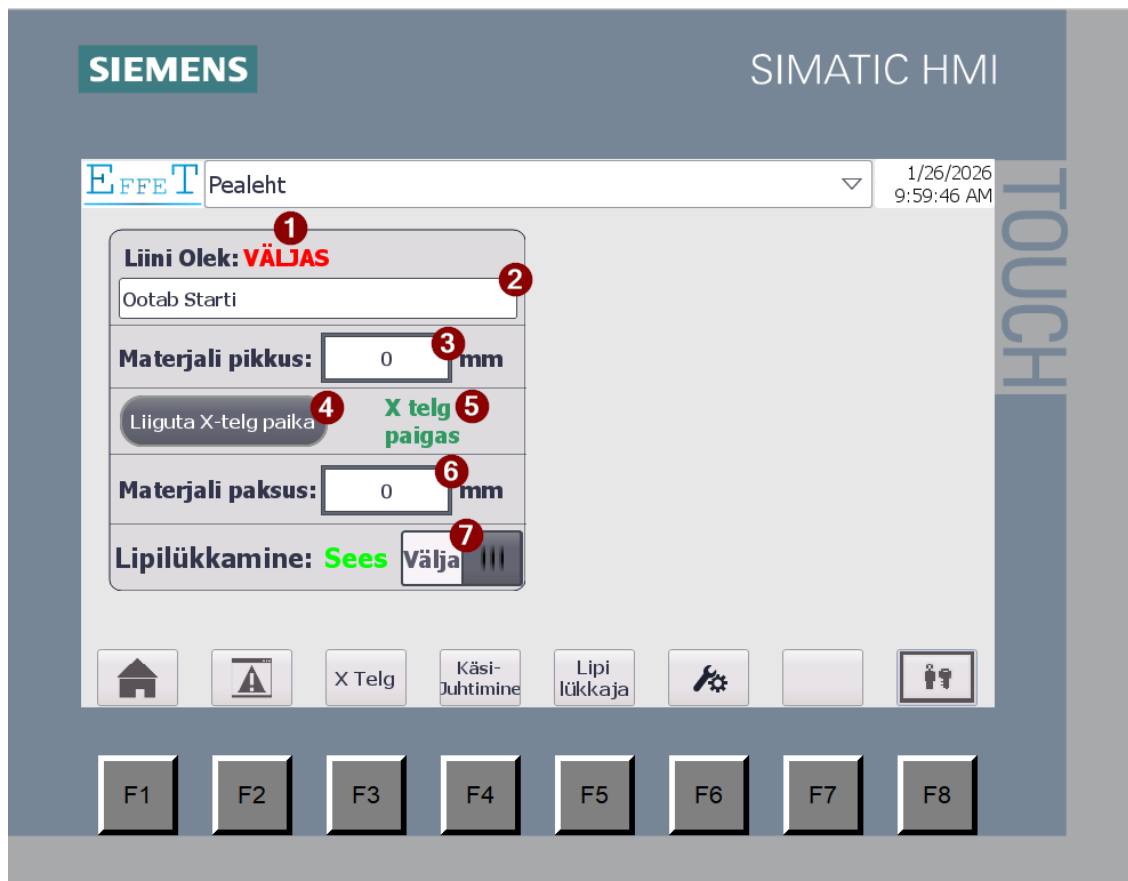 SIEMENS
SIMATIC HMI
TOUCH
EFFET
Pealeht
1/26/2026
9:59:46 AM
1
Liini Olek: VÄLJAS
2
Ootab Starti
3
Materjali pikkus: 0 mm
4
Liiguta X-telg paika
5
X telg
paigas
6
Materjali paksus: 0 mm
7
Lipilükkamine: Sees Välja
X Telg
Käsi-
Juhtimine
Lipi
lükkaja
F1 F2 F3 F4 F5 F6 F7 F8